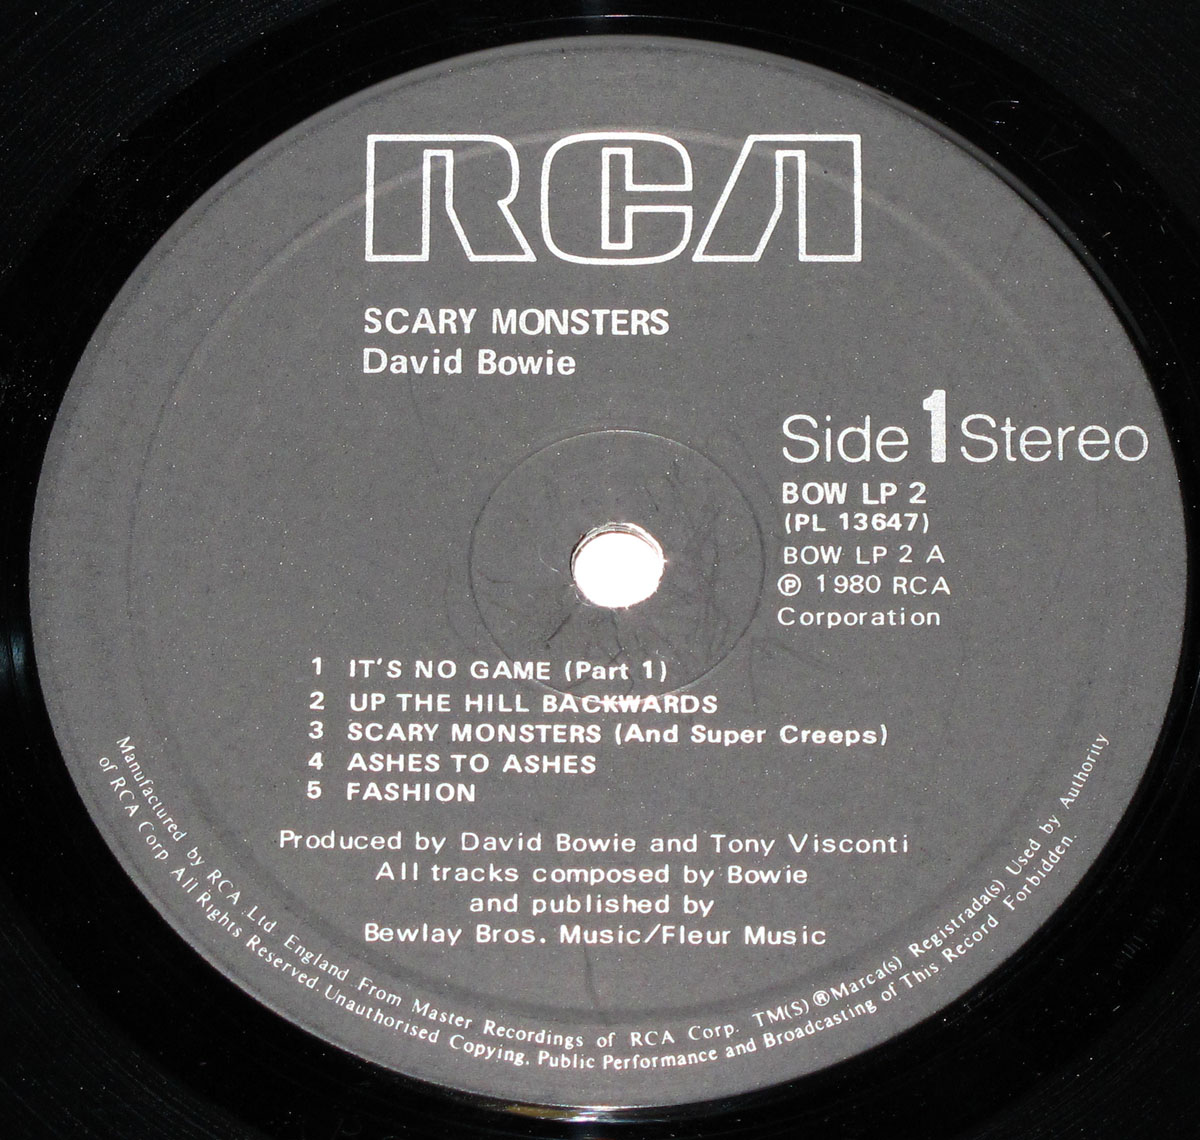 RCA
SCARY MONSTERS
David Bowie
Side 1 Stereo
BOW LP 2
(PL 13647)
BOW LP 2 A
℗ 1980 RCA
Corporation
1 IT'S NO GAME (Part 1)
2 UP THE HILL BACKWARDS
3 SCARY MONSTERS (And Super Creeps)
4 ASHES TO ASHES
5 FASHION
Produced by David Bowie and Tony Visconti
All tracks composed by Bowie
and published by
Bewlay Bros. Music/Fleur Music
Manufactured by RCA Ltd. England From Master Recordings of RCA Corp. TM(S) ® Marca(s) Registrada(s) Used by Authority
of RCA Corp. All Rights Reserved. Unauthorised Copying, Public Performance and Broadcasting of This Record Forbidden.